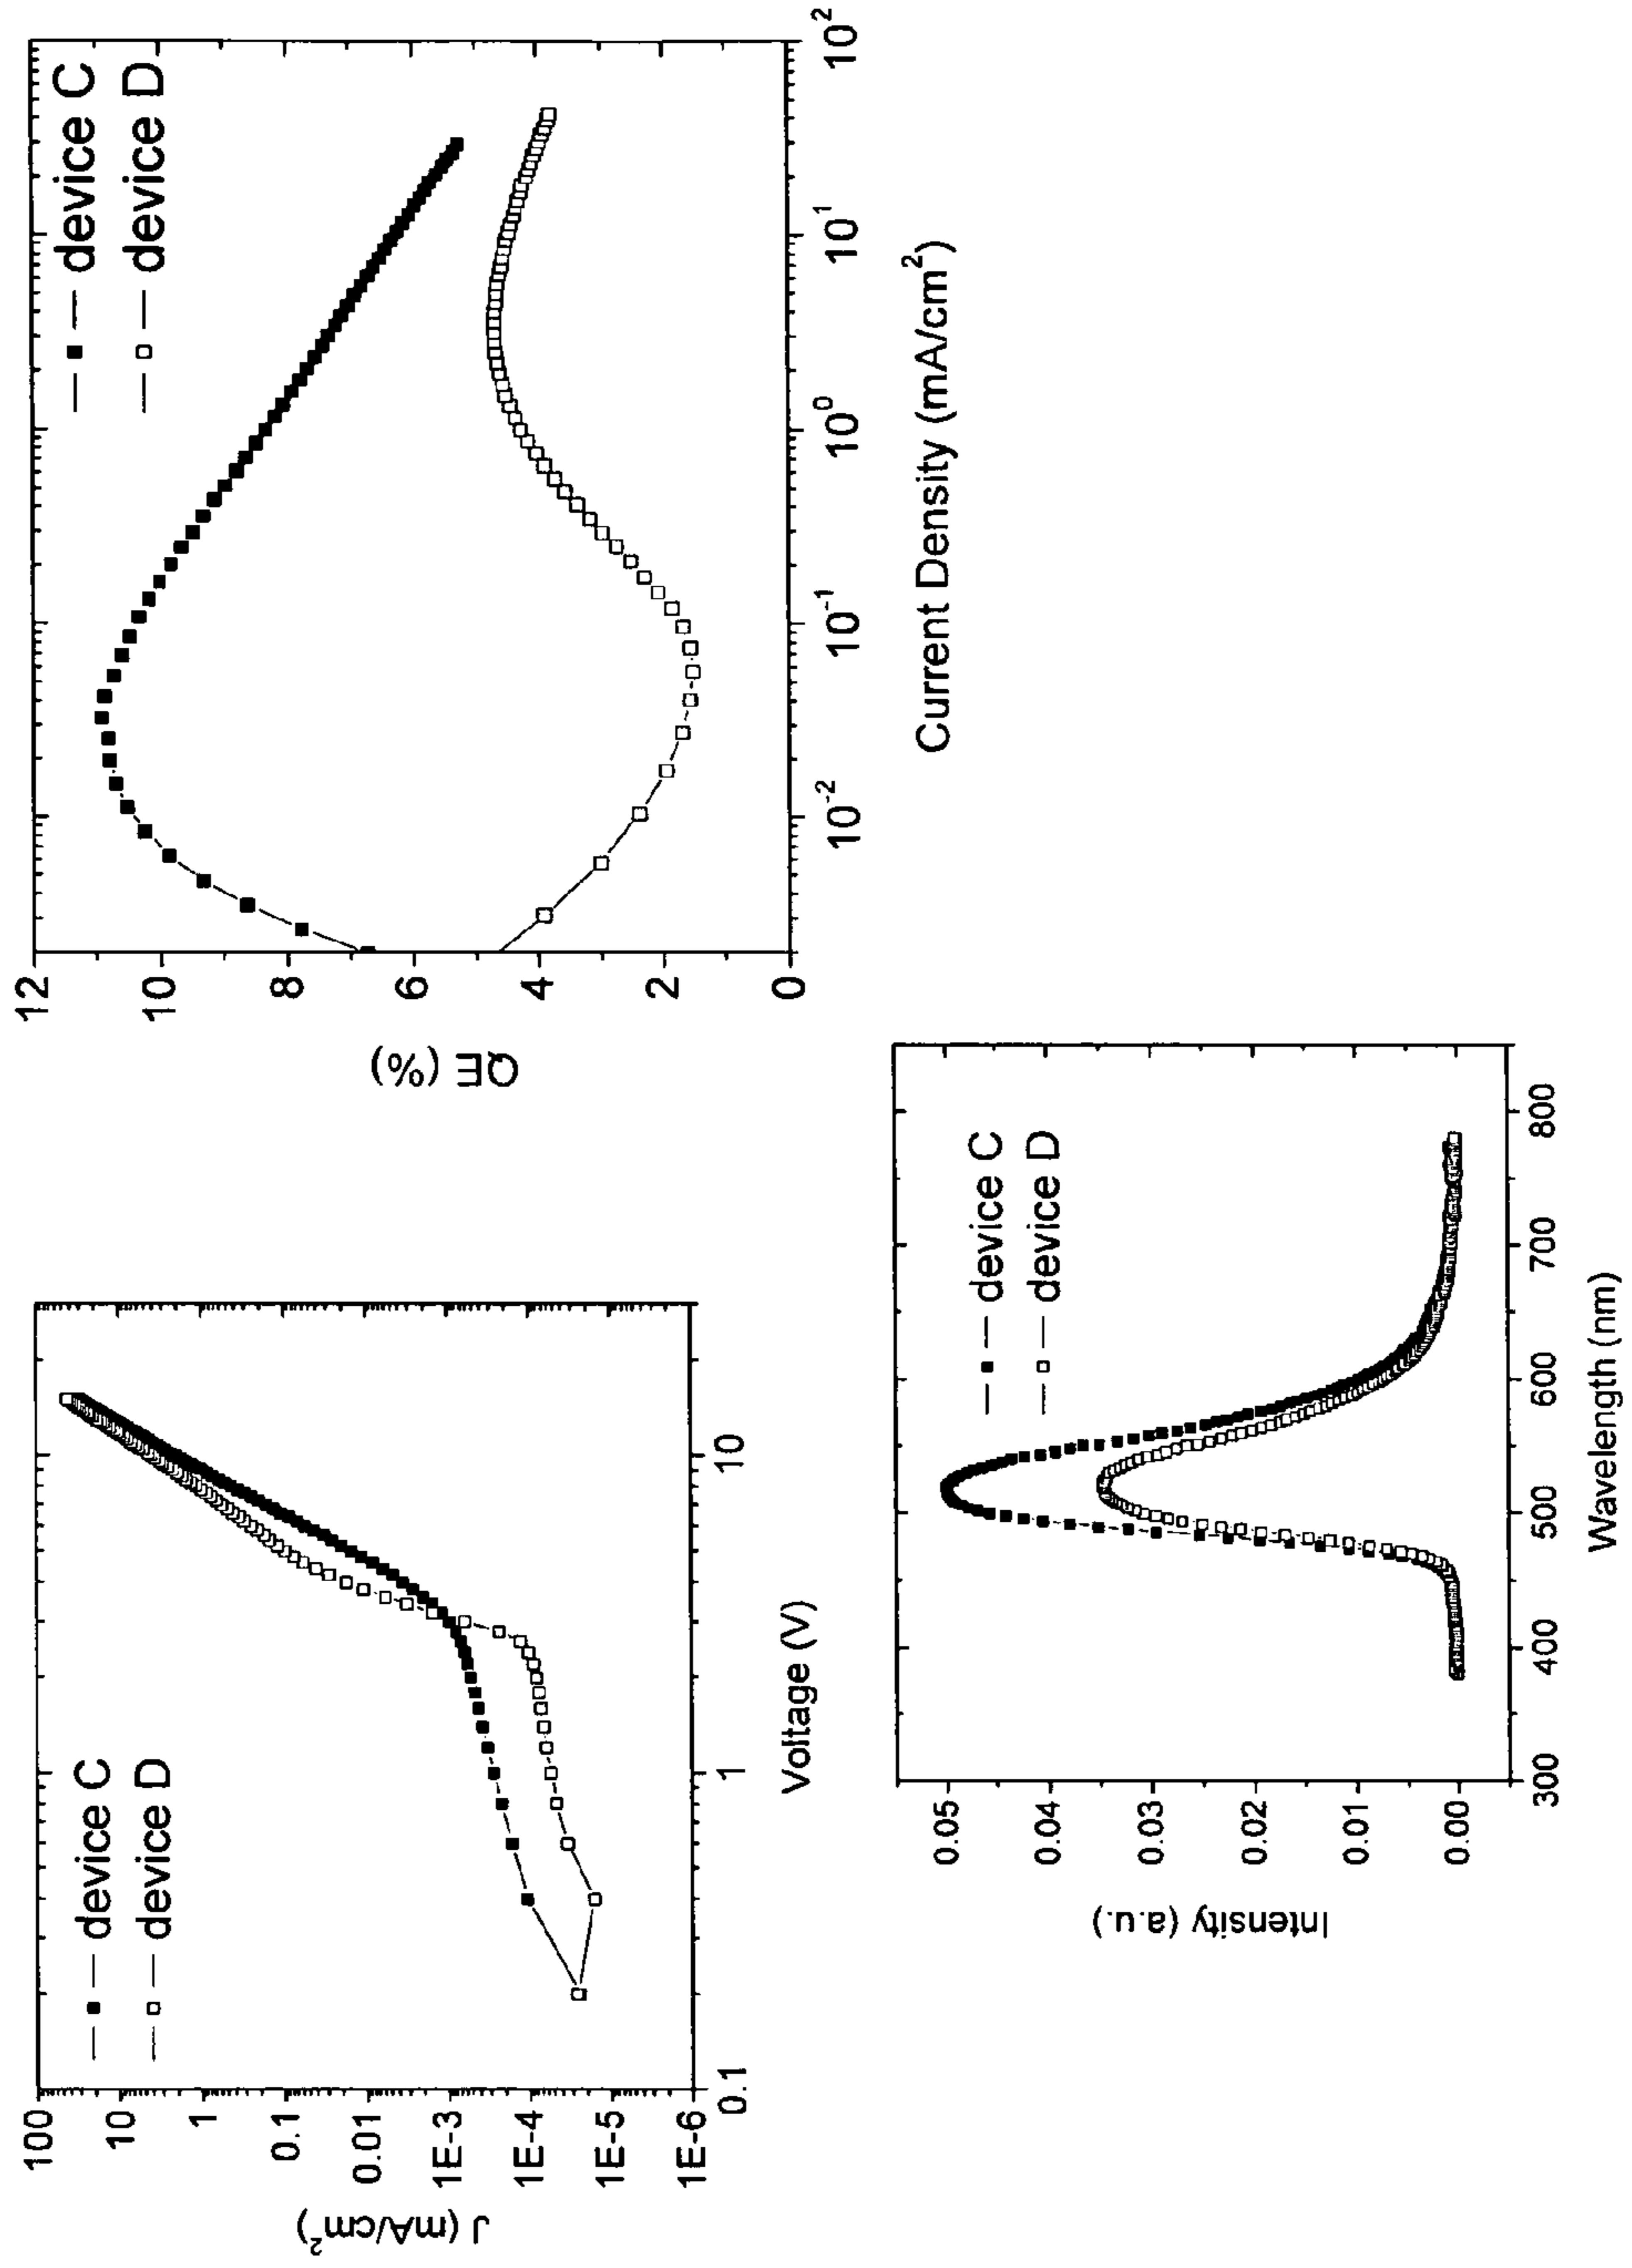 device C
device D
100
10
1
0.1
0.01
1E-3
1E-4
1E-5
1E-6
J (mA/cm²)
0.1
1
10
Voltage (V)
device C
device D
12
10
8
6
4
2
0
QE (%)
10⁻²
10⁻¹
10⁰
10¹
10²
Current Density (mA/cm²)
device C
device D
0.05
0.04
0.03
0.02
0.01
0.00
Intensity (a.u.)
300
400
500
600
700
800
Wavelength (nm)